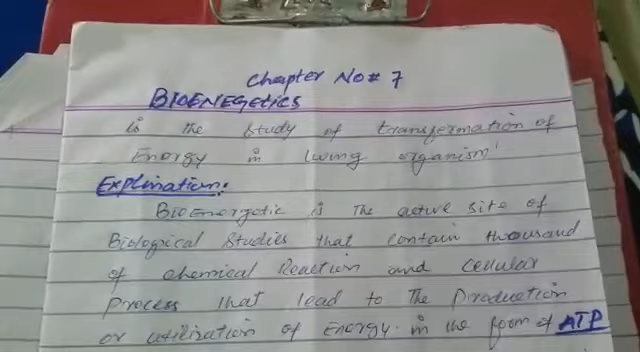 Chapter No# 7
BIOENEGETICS
is the study of transformation of
Energy in living organism'
Explination:
BioEnergetic is The active site of
Biological Studies that contain thousand
of chemical Reaction and Cellular
Process that lead to The Production
or utilization of Energy. in the form of ATP